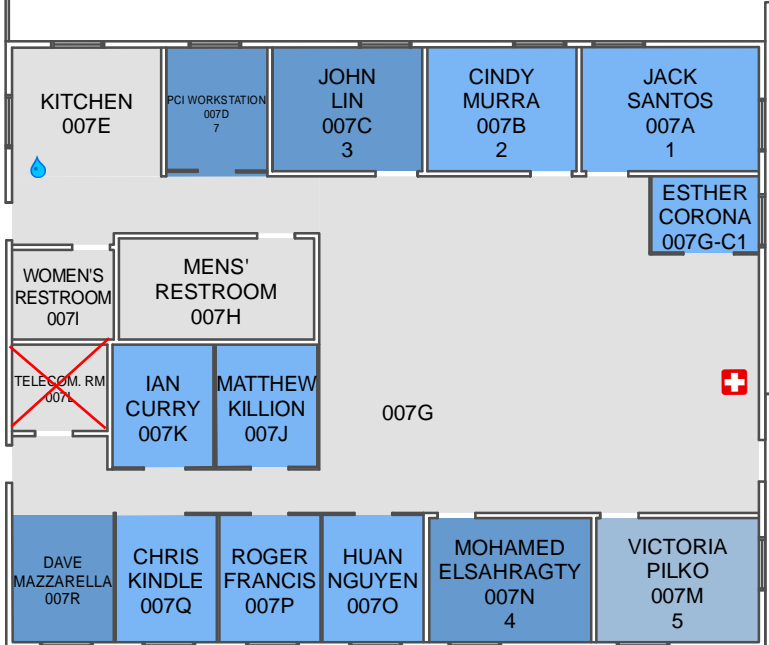 KITCHEN
007E
PCI WORKSTATION
007D
7
JOHN
LIN
007C
3
CINDY
MURRA
007B
2
JACK
SANTOS
007A
1
ESTHER
CORONA
007G-C1
WOMEN'S
RESTROOM
007I
MENS'
RESTROOM
007H
TELECOM. RM
007L
IAN
CURRY
007K
MATTHEW
KILLION
007J
007G
DAVE
MAZZARELLA
007R
CHRIS
KINDLE
007Q
ROGER
FRANCIS
007P
HUAN
NGUYEN
007O
MOHAMED
ELSAHRAGTY
007N
4
VICTORIA
PILKO
007M
5